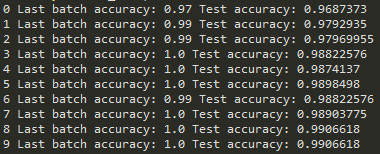 0 Last batch accuracy: 0.97 Test accuracy: 0.9687373
1 Last batch accuracy: 0.99 Test accuracy: 0.9792935
2 Last batch accuracy: 0.99 Test accuracy: 0.97969955
3 Last batch accuracy: 1.0 Test accuracy: 0.98822576
4 Last batch accuracy: 1.0 Test accuracy: 0.9874137
5 Last batch accuracy: 1.0 Test accuracy: 0.9898498
6 Last batch accuracy: 0.99 Test accuracy: 0.98822576
7 Last batch accuracy: 1.0 Test accuracy: 0.98903775
8 Last batch accuracy: 1.0 Test accuracy: 0.9906618
9 Last batch accuracy: 1.0 Test accuracy: 0.9906618